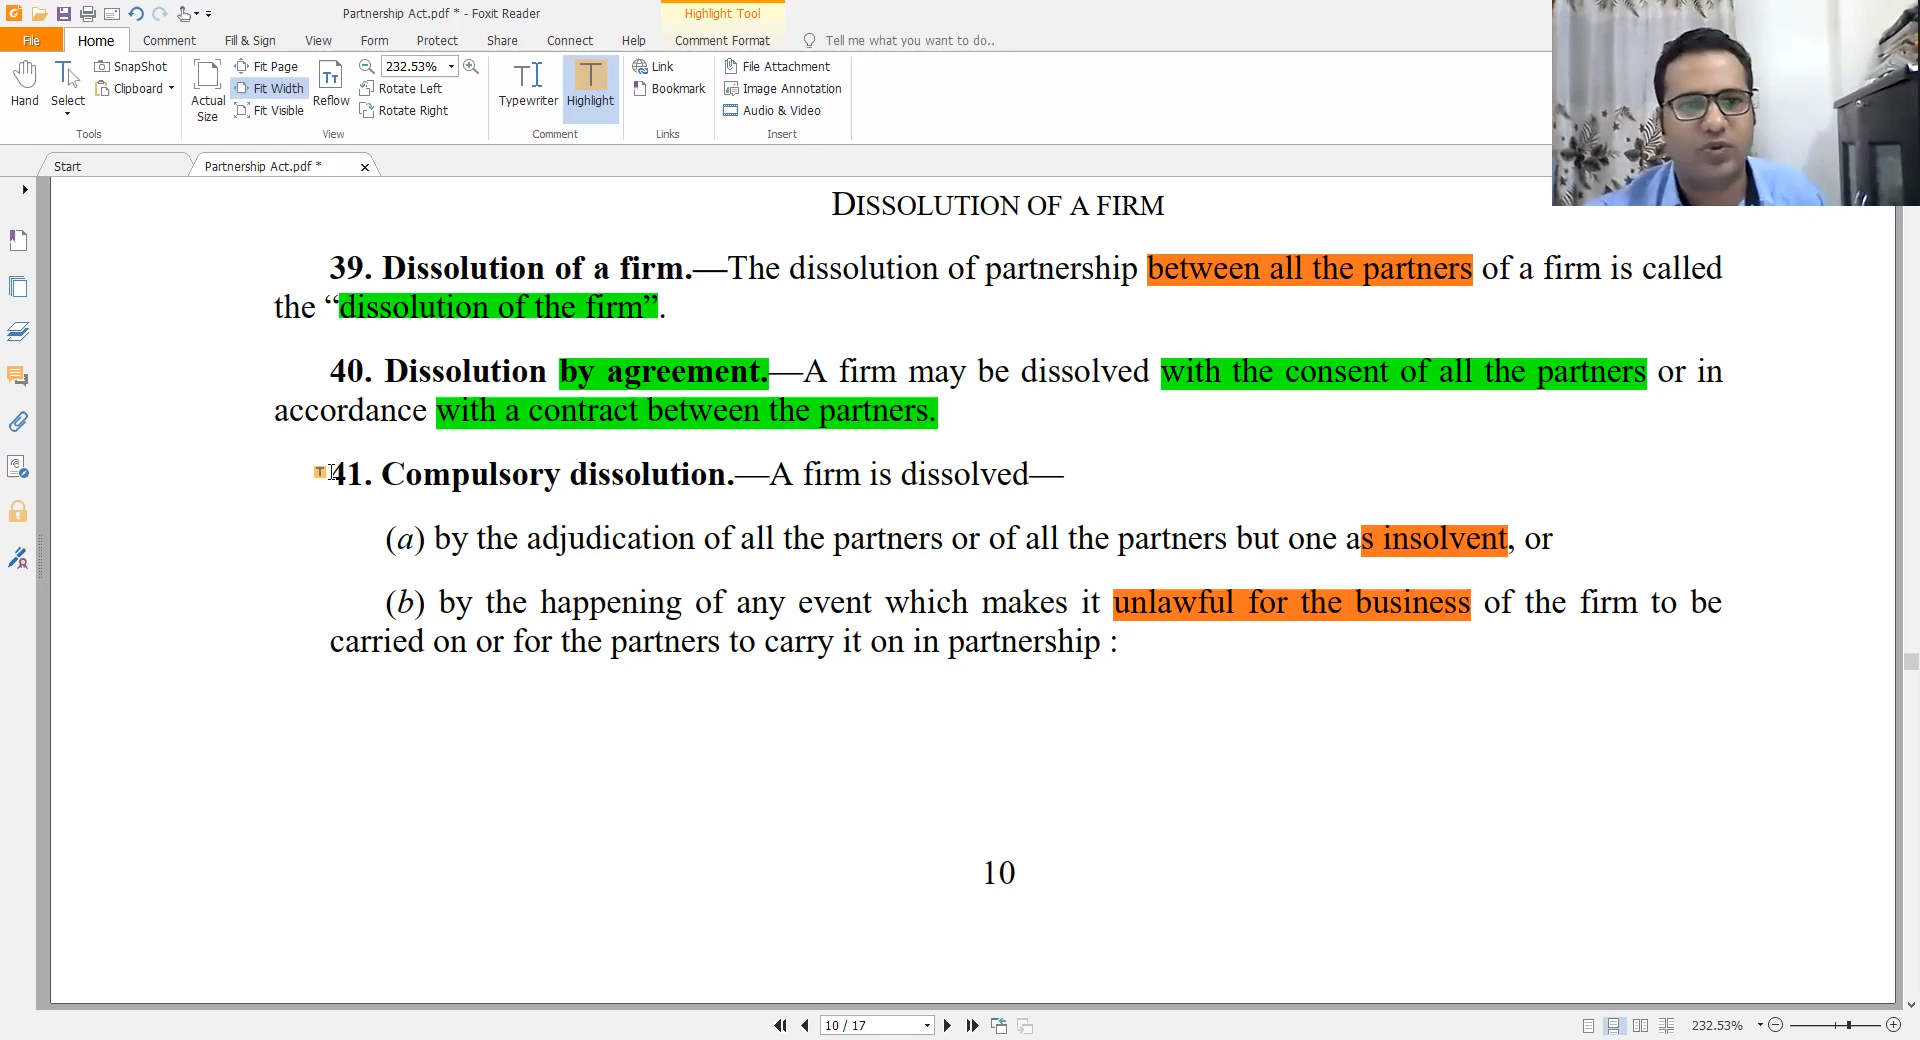 Partnership Act.pdf * - Foxit Reader
Highlight Tool
File Home Comment Fill & Sign View Form Protect Share Connect Help Comment Format Tell me what you want to do..
Hand
Select
SnapShot
Clipboard
Tools
Actual Size
Fit Page
Fit Width
Fit Visible
Reflow
232.53%
Rotate Left
Rotate Right
View
Typewriter
Highlight
Comment
Link
Bookmark
Links
File Attachment
Image Annotation
Audio & Video
Insert
Start
Partnership Act.pdf *
DISSOLUTION OF A FIRM
39. Dissolution of a firm.—The dissolution of partnership between all the partners of a firm is called
the “dissolution of the firm”.
40. Dissolution by agreement.—A firm may be dissolved with the consent of all the partners or in
accordance with a contract between the partners.
41. Compulsory dissolution.—A firm is dissolved—
(a) by the adjudication of all the partners or of all the partners but one as insolvent, or
(b) by the happening of any event which makes it unlawful for the business of the firm to be
carried on or for the partners to carry it on in partnership :
10
10 / 17
232.53%